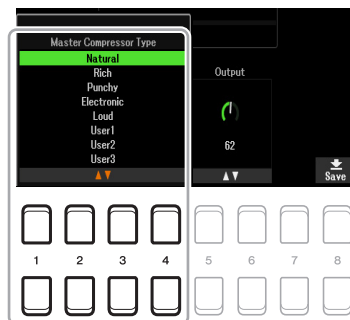 Master Compressor Type
Natural
Rich
Punchy
Electronic
Loud
User1
User2
User3
Output
62
Save
1 2 3 4 5 6 7 8